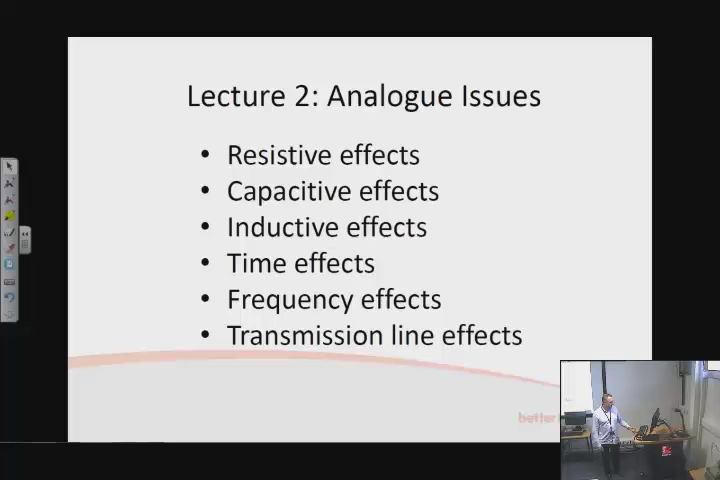 Lecture 2: Analogue Issues
• Resistive effects
• Capacitive effects
• Inductive effects
• Time effects
• Frequency effects
• Transmission line effects
better